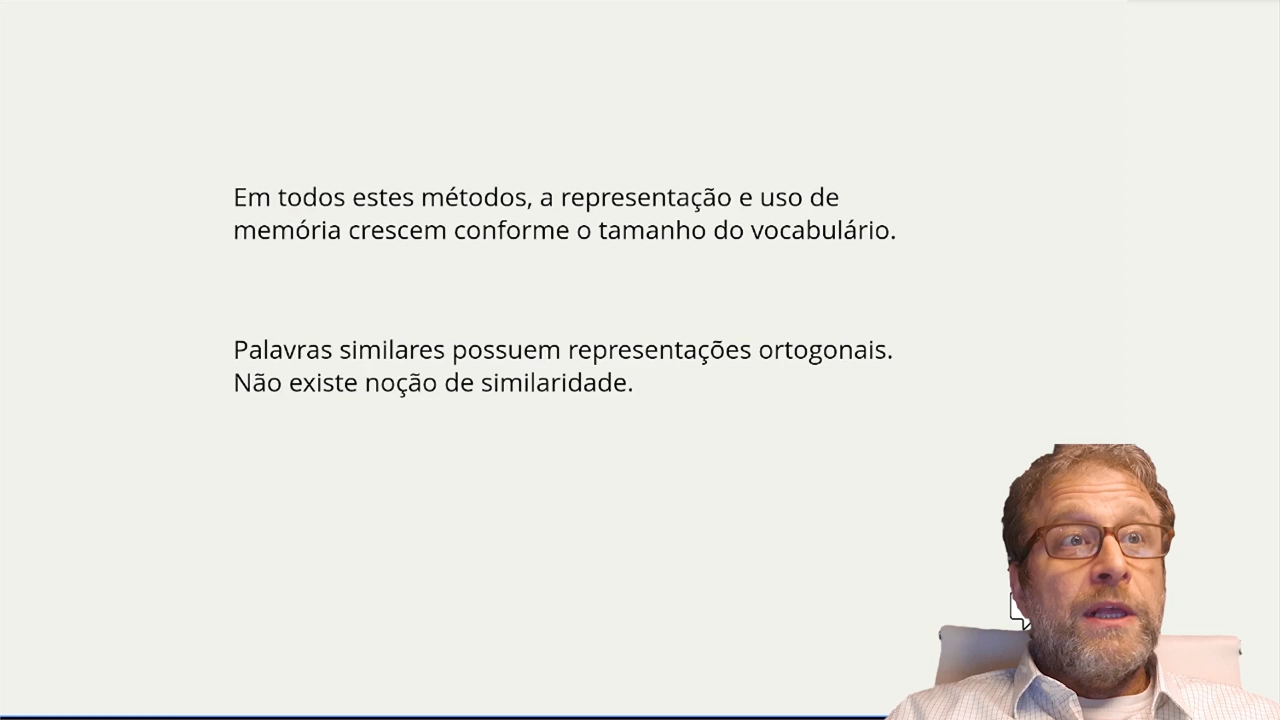 Em todos estes métodos, a representação e uso de
memória crescem conforme o tamanho do vocabulário.
Palavras similares possuem representações ortogonais.
Não existe noção de similaridade.